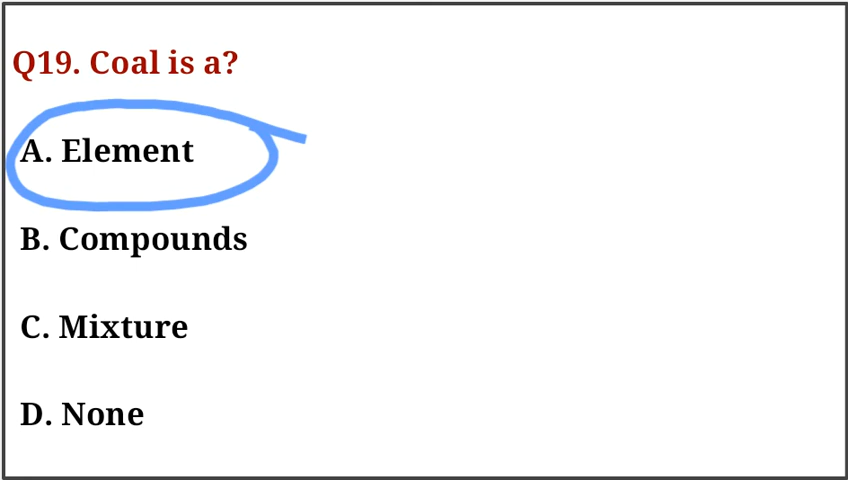 Q19. Coal is a?
A. Element
B. Compounds
C. Mixture
D. None